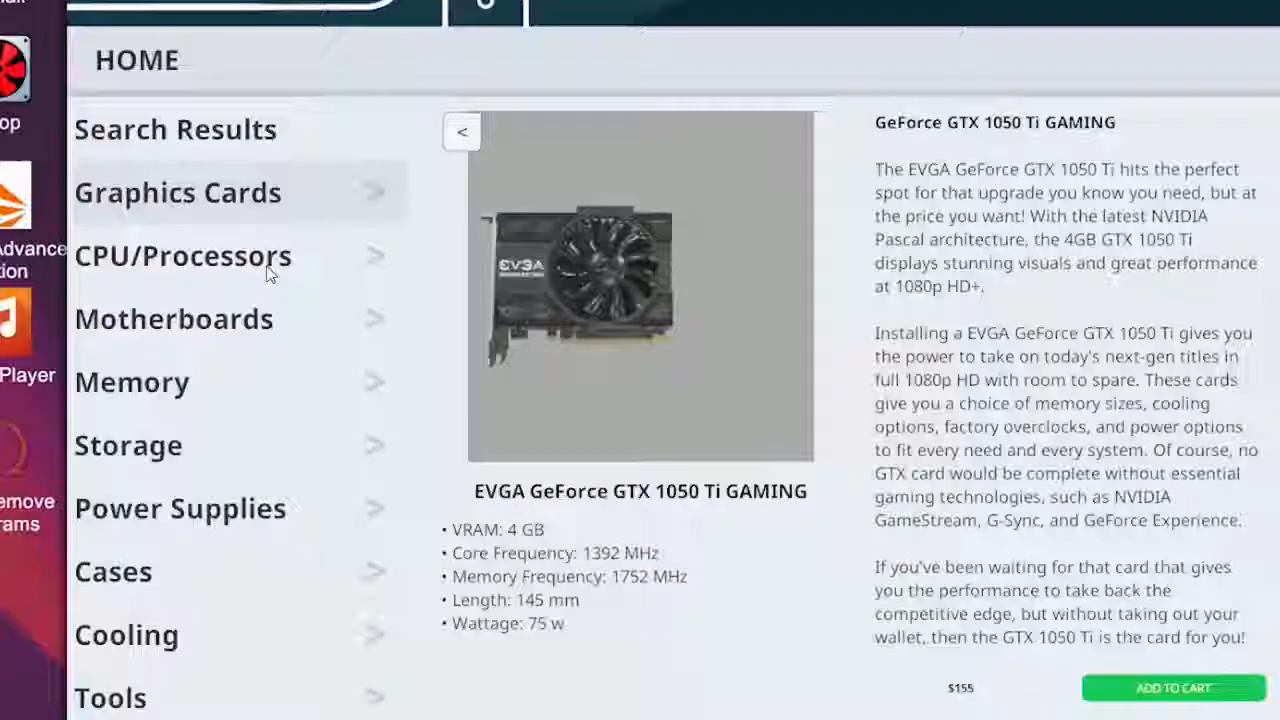 HOME
Search Results
Graphics Cards >
CPU/Processors >
Motherboards >
Memory >
Storage >
Power Supplies >
Cases >
Cooling >
Tools >
op
Advance
tion
Player
emove
rams
<
EVGA
EVGA GeForce GTX 1050 Ti GAMING
• VRAM: 4 GB
• Core Frequency: 1392 MHz
• Memory Frequency: 1752 MHz
• Length: 145 mm
• Wattage: 75 w
GeForce GTX 1050 Ti GAMING
The EVGA GeForce GTX 1050 Ti hits the perfect
spot for that upgrade you know you need, but at
the price you want! With the latest NVIDIA
Pascal architecture, the 4GB GTX 1050 Ti
displays stunning visuals and great performance
at 1080p HD+.
Installing a EVGA GeForce GTX 1050 Ti gives you
the power to take on today's next-gen titles in
full 1080p HD with room to spare. These cards
give you a choice of memory sizes, cooling
options, factory overclocks, and power options
to fit every need and every system. Of course, no
GTX card would be complete without essential
gaming technologies, such as NVIDIA
GameStream, G-Sync, and GeForce Experience.
If you've been waiting for that card that gives
you the performance to take back the
competitive edge, but without taking out your
wallet, then the GTX 1050 Ti is the card for you!
$155
ADD TO CART